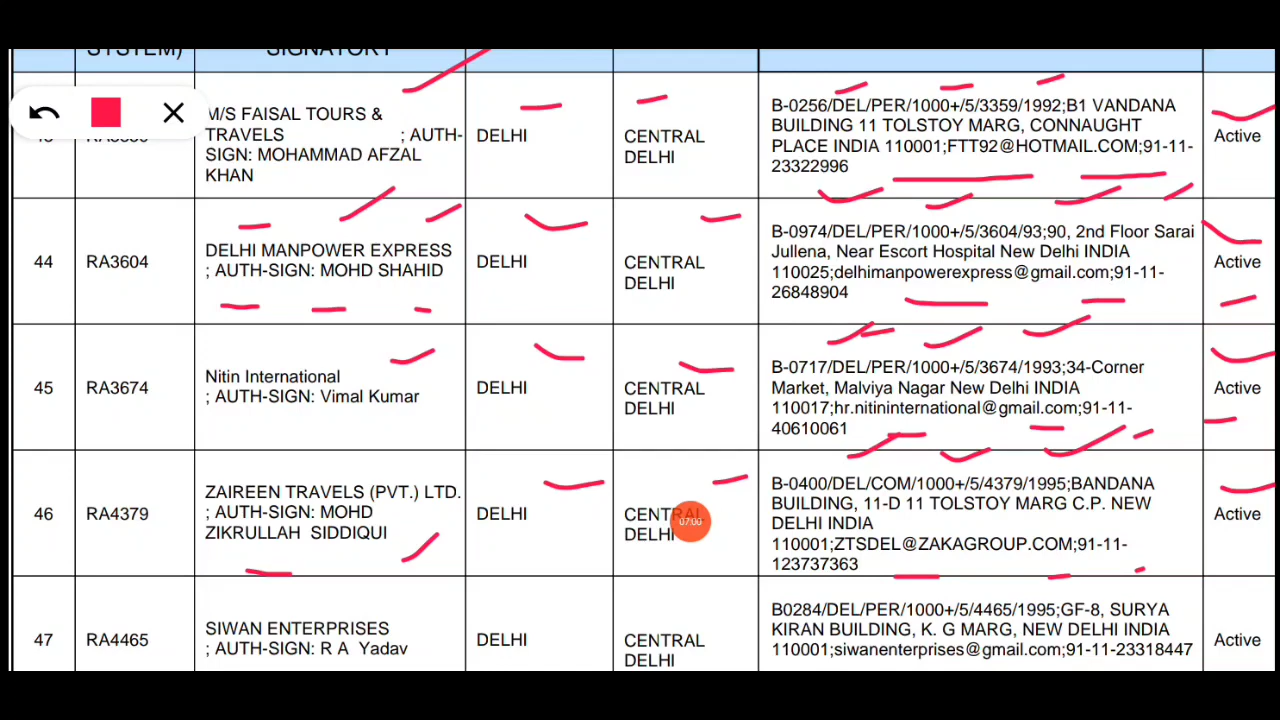 SYSTEM)
SIGNATORY
M/S FAISAL TOURS &
TRAVELS ; AUTH-
SIGN: MOHAMMAD AFZAL
KHAN
DELHI
CENTRAL
DELHI
B-0256/DEL/PER/1000+/5/3359/1992;B1 VANDANA
BUILDING 11 TOLSTOY MARG, CONNAUGHT
PLACE INDIA 110001;FTT92@HOTMAIL.COM;91-11-
23322996
Active
44
RA3604
DELHI MANPOWER EXPRESS
; AUTH-SIGN: MOHD SHAHID
DELHI
CENTRAL
DELHI
B-0974/DEL/PER/1000+/5/3604/93;90, 2nd Floor Sarai
Jullena, Near Escort Hospital New Delhi INDIA
110025;delhimanpowerexpress@gmail.com;91-11-
26848904
Active
45
RA3674
Nitin International
; AUTH-SIGN: Vimal Kumar
DELHI
CENTRAL
DELHI
B-0717/DEL/PER/1000+/5/3674/1993;34-Corner
Market, Malviya Nagar New Delhi INDIA
110017;hr.nitininternational@gmail.com;91-11-
40610061
Active
46
RA4379
ZAIREEN TRAVELS (PVT.) LTD.
; AUTH-SIGN: MOHD
ZIKRULLAH SIDDIQUI
DELHI
CENTRAL
DELHI
07:00
B-0400/DEL/COM/1000+/5/4379/1995;BANDANA
BUILDING, 11-D 11 TOLSTOY MARG C.P. NEW
DELHI INDIA
110001;ZTSDEL@ZAKAGROUP.COM;91-11-
123737363
Active
47
RA4465
SIWAN ENTERPRISES
; AUTH-SIGN: R A Yadav
DELHI
CENTRAL
DELHI
B0284/DEL/PER/1000+/5/4465/1995;GF-8, SURYA
KIRAN BUILDING, K. G MARG, NEW DELHI INDIA
110001;siwanenterprises@gmail.com;91-11-23318447
Active